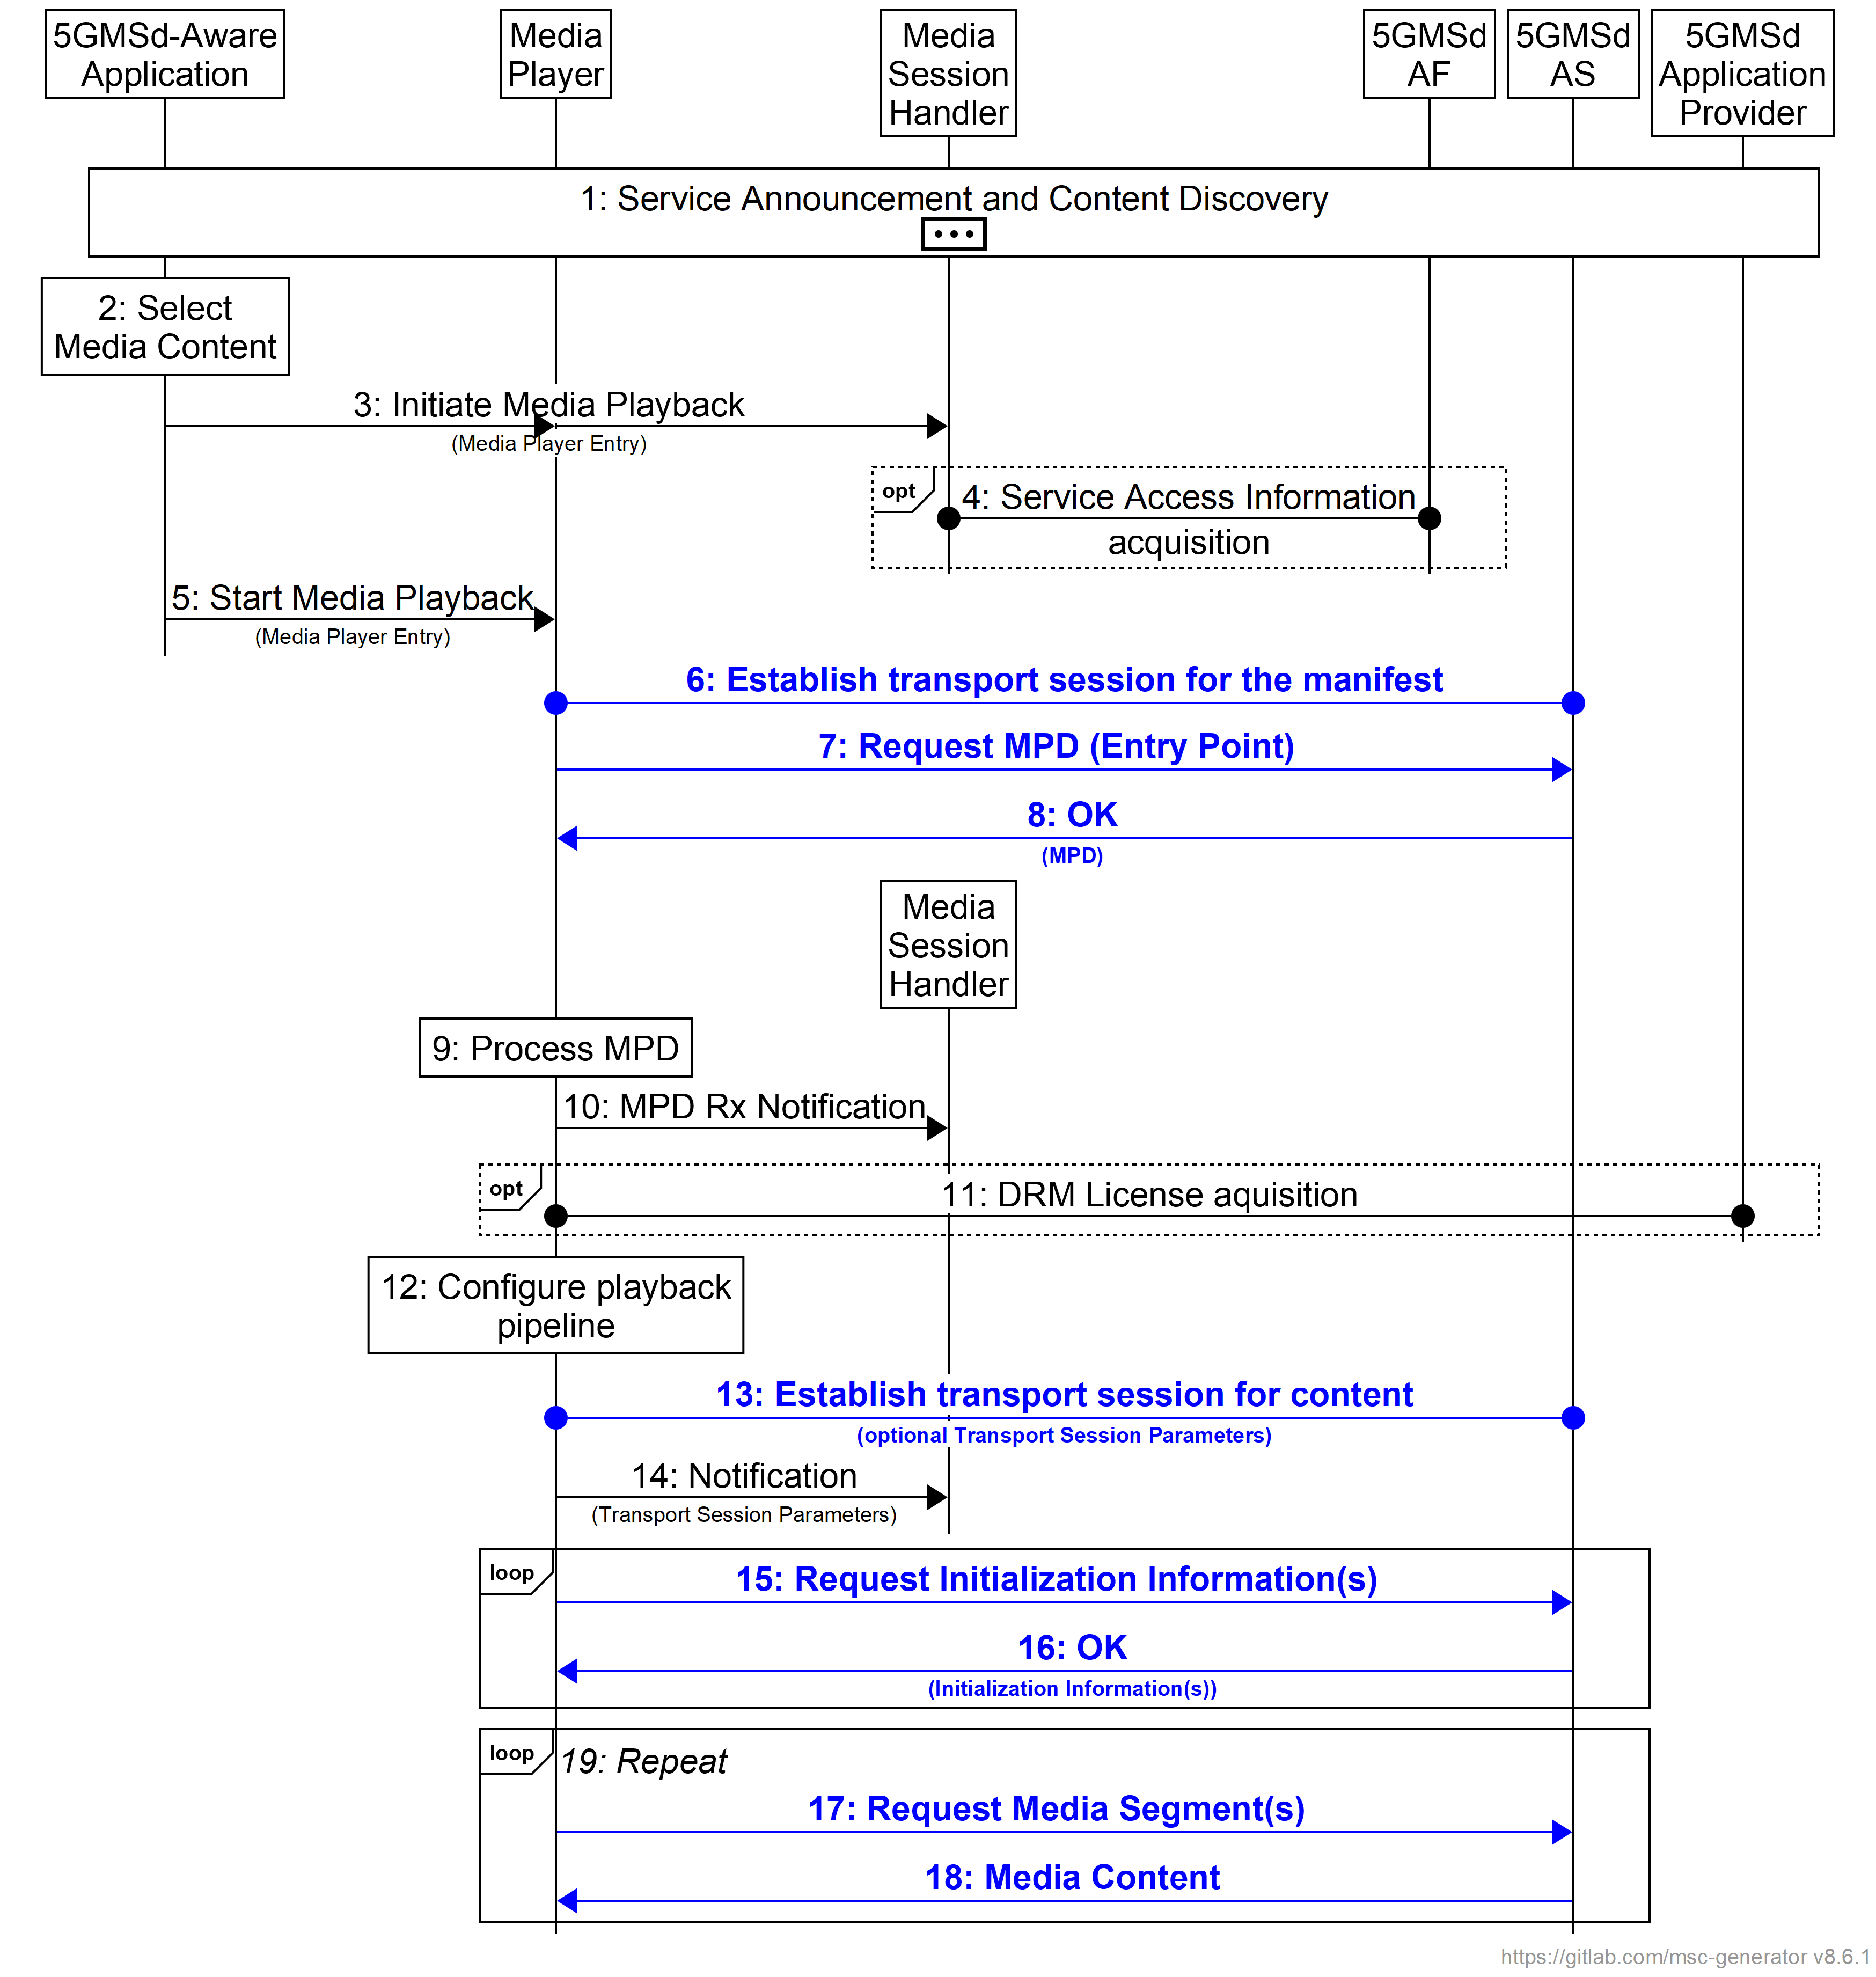 5GMSd-Aware
Application
Media
Player
Media
Session
Handler
5GMSd
AF
5GMSd
AS
5GMSd
Application
Provider
1: Service Announcement and Content Discovery
2: Select
Media Content
3: Initiate Media Playback
(Media Player Entry)
opt
4: Service Access Information
acquisition
5: Start Media Playback
(Media Player Entry)
6: Establish transport session for the manifest
7: Request MPD (Entry Point)
8: OK
(MPD)
Media
Session
Handler
9: Process MPD
10: MPD Rx Notification
opt
11: DRM License aquisition
12: Configure playback
pipeline
13: Establish transport session for content
(optional Transport Session Parameters)
14: Notification
(Transport Session Parameters)
loop
15: Request Initialization Information(s)
16: OK
(Initialization Information(s))
loop
19: Repeat
17: Request Media Segment(s)
18: Media Content
https://gitlab.com/msc-generator v8.6.1